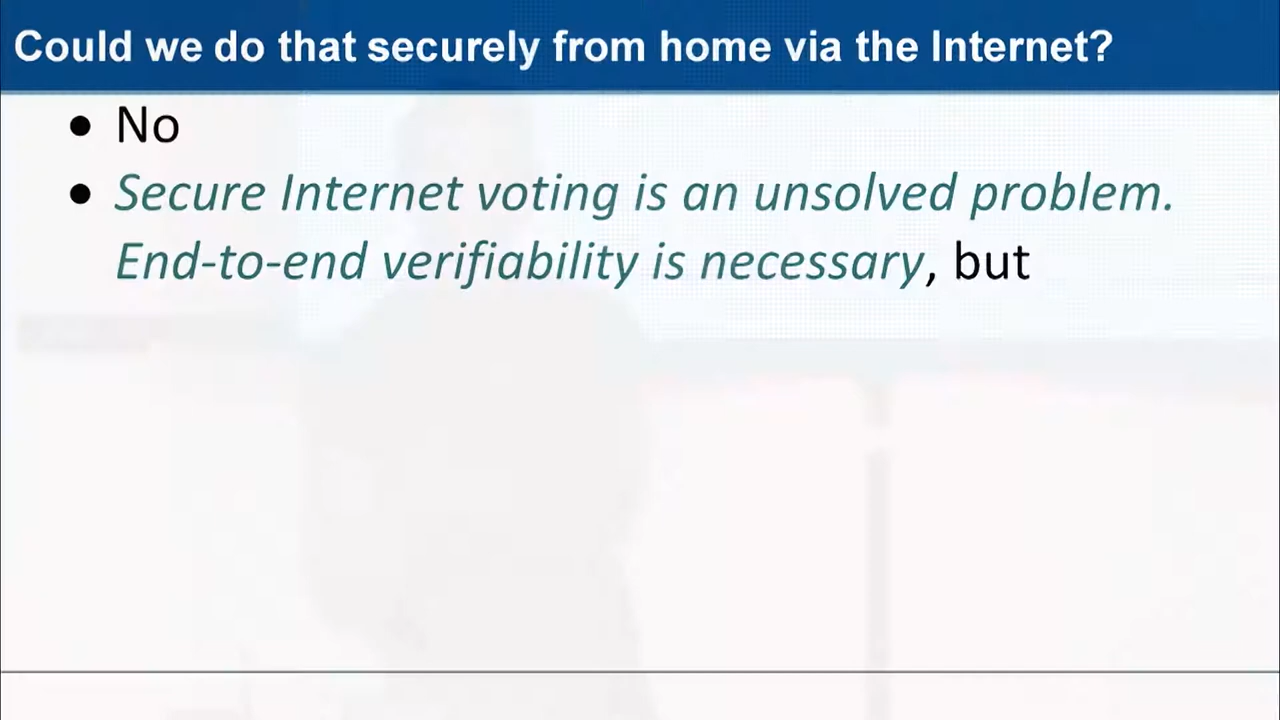 Could we do that securely from home via the Internet?
• No
• Secure Internet voting is an unsolved problem.
End-to-end verifiability is necessary, but